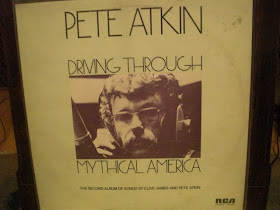 PETE ATKIN
DRIVING THROUGH
MYTHICAL AMERICA
THE SECOND ALBUM OF SONGS BY CLIVE JAMES AND PETE ATKIN
RCA